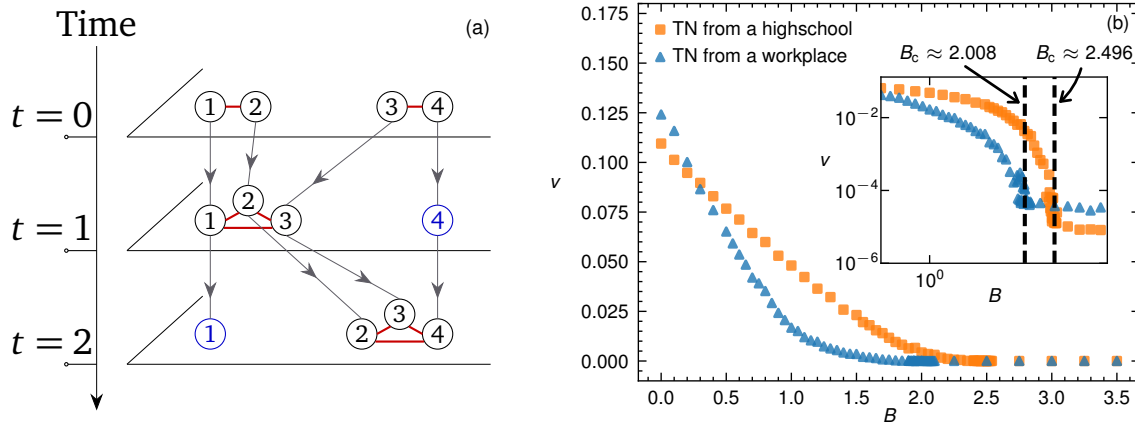 Time
(a)
t = 0
1 2 3 4
t = 1
1 2 3 4
t = 2
1 2 3 4
(b)
TN from a highschool
TN from a workplace
B_c ≈ 2.008
B_c ≈ 2.496
v
10^−2
10^−4
10^−6
10^0
B
v
0.175
0.150
0.125
0.100
0.075
0.050
0.025
0.000
0.0 0.5 1.0 1.5 2.0 2.5 3.0 3.5
B